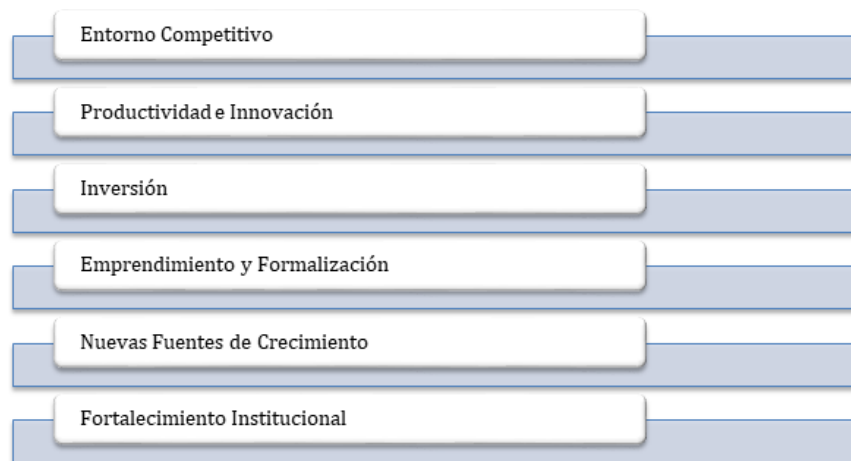 Entorno Competitivo
Productividad e Innovación
Inversión
Emprendimiento y Formalización
Nuevas Fuentes de Crecimiento
Fortalecimiento Institucional